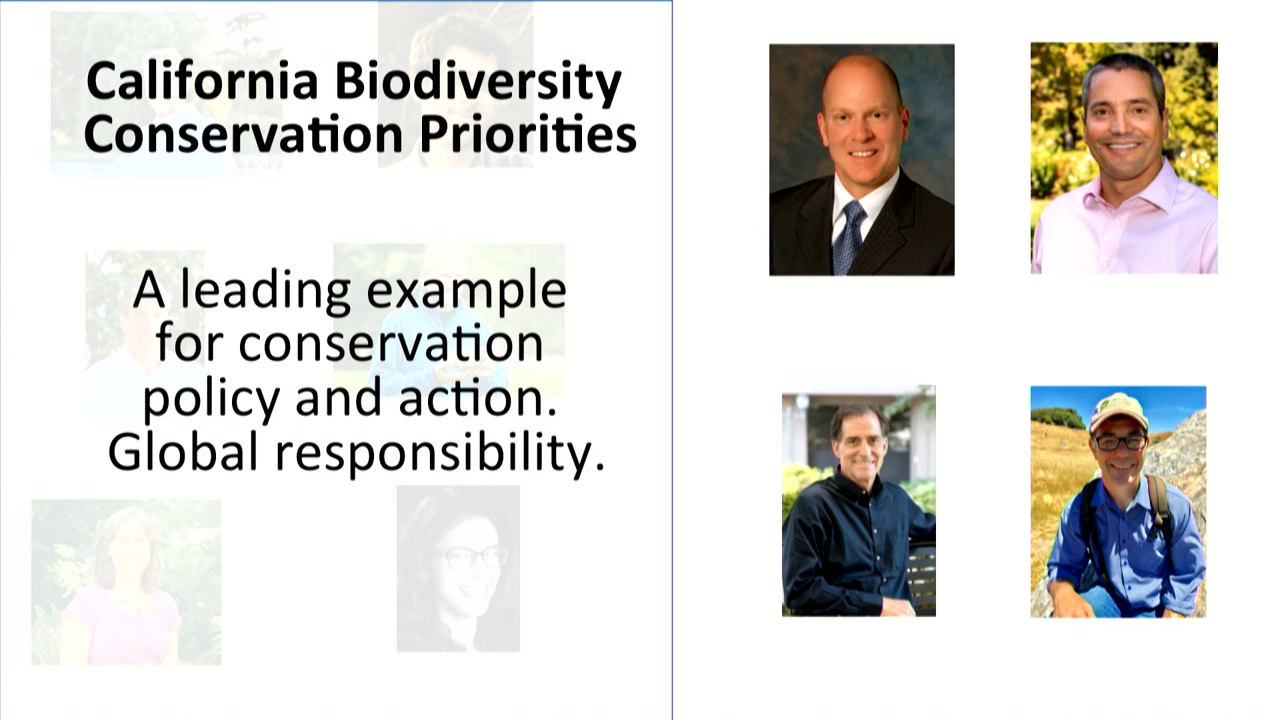 California Biodiversity
Conservation Priorities
A leading example
for conservation
policy and action.
Global responsibility.